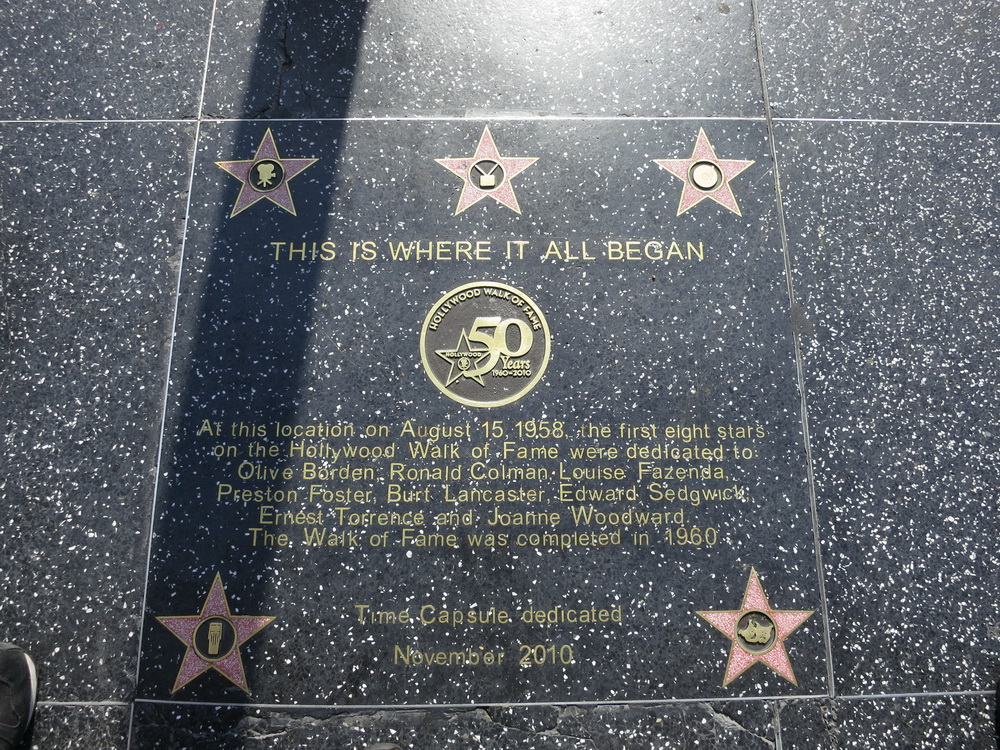 THIS IS WHERE IT ALL BEGAN
HOLLYWOOD WALK OF FAME
50
HOLLYWOOD
Years
1960-2010
At this location on August 15, 1958, the first eight stars
on the Hollywood Walk of Fame were dedicated to:
Olive Borden, Ronald Colman, Louise Fazenda,
Preston Foster, Burt Lancaster, Edward Sedgwick,
Ernest Torrence and Joanne Woodward.
The Walk of Fame was completed in 1960
Time Capsule dedicated
November 2010